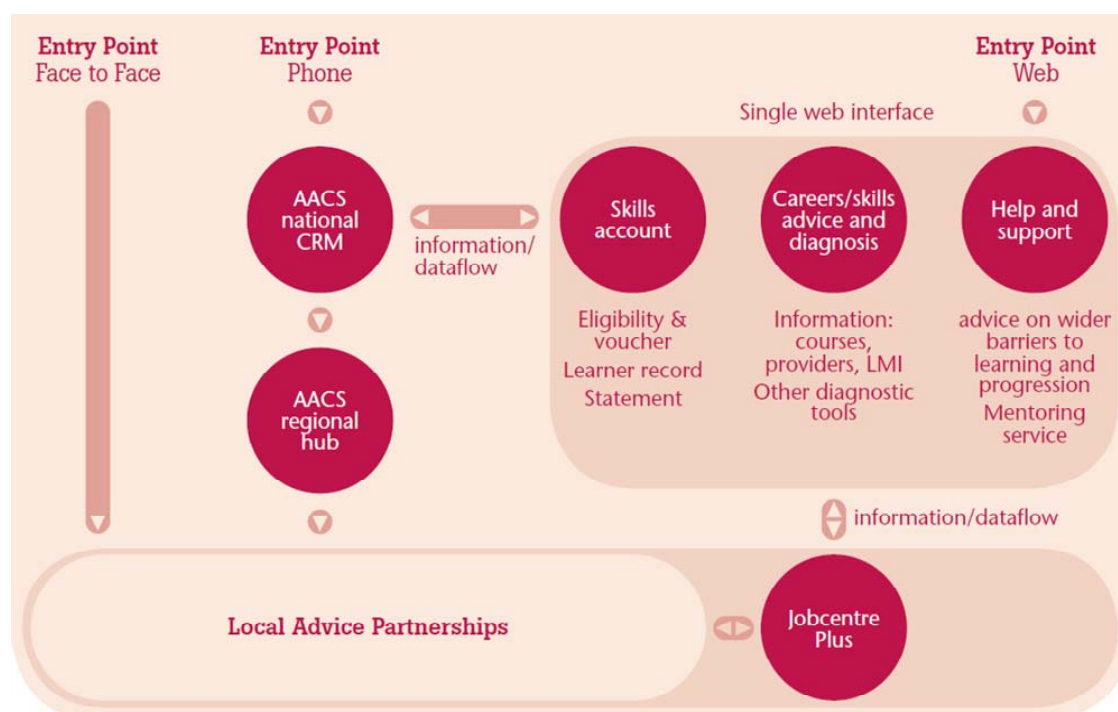 Entry Point
Face to Face
Entry Point
Phone
Entry Point
Web
Single web interface
AACS
national
CRM
information/
dataflow
Skills
account
Careers/skills
advice and
diagnosis
Help and
support
Eligibility &
voucher
Learner record
Statement
Information:
courses,
providers, LMI
Other diagnostic
tools
advice on wider
barriers to
learning and
progression
Mentoring
service
AACS
regional
hub
information/dataflow
Local Advice Partnerships
Jobcentre
Plus